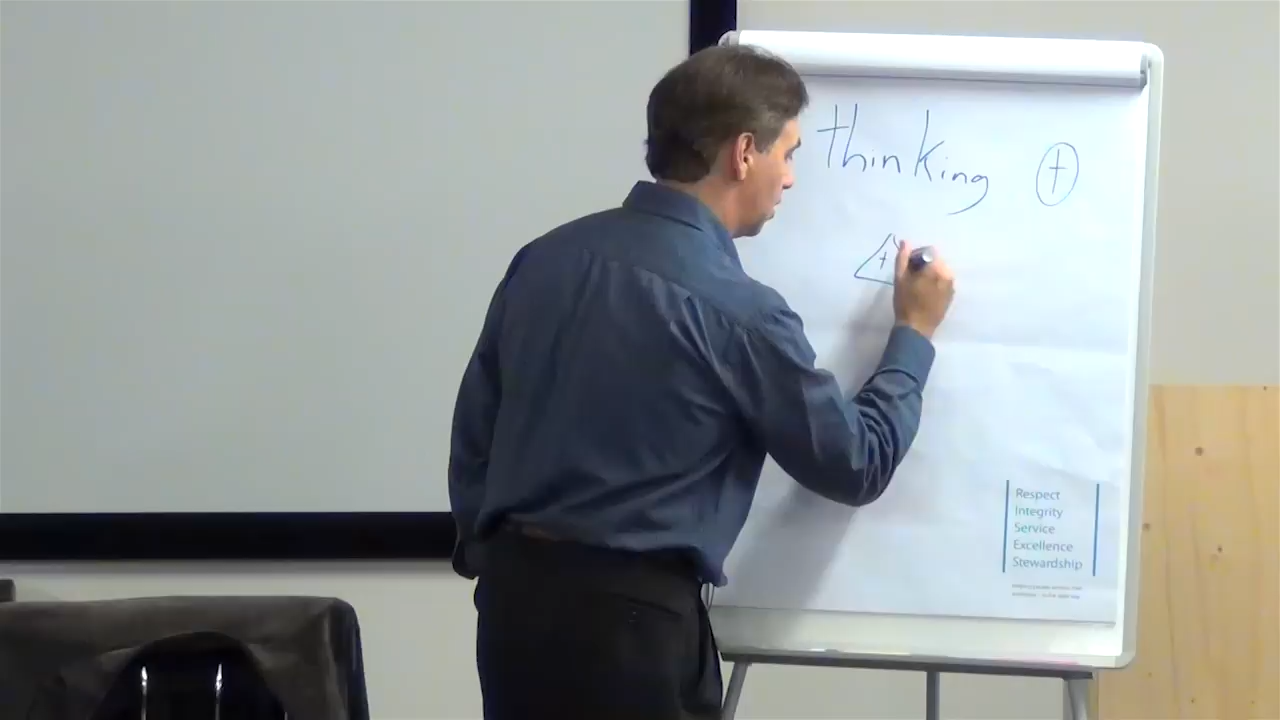 thinking +
+
Respect
Integrity
Service
Excellence
Stewardship